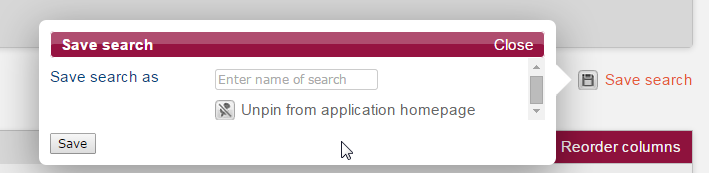 Save search
Close
Save search as
Enter name of search
Save search
Unpin from application homepage
Save
Reorder columns